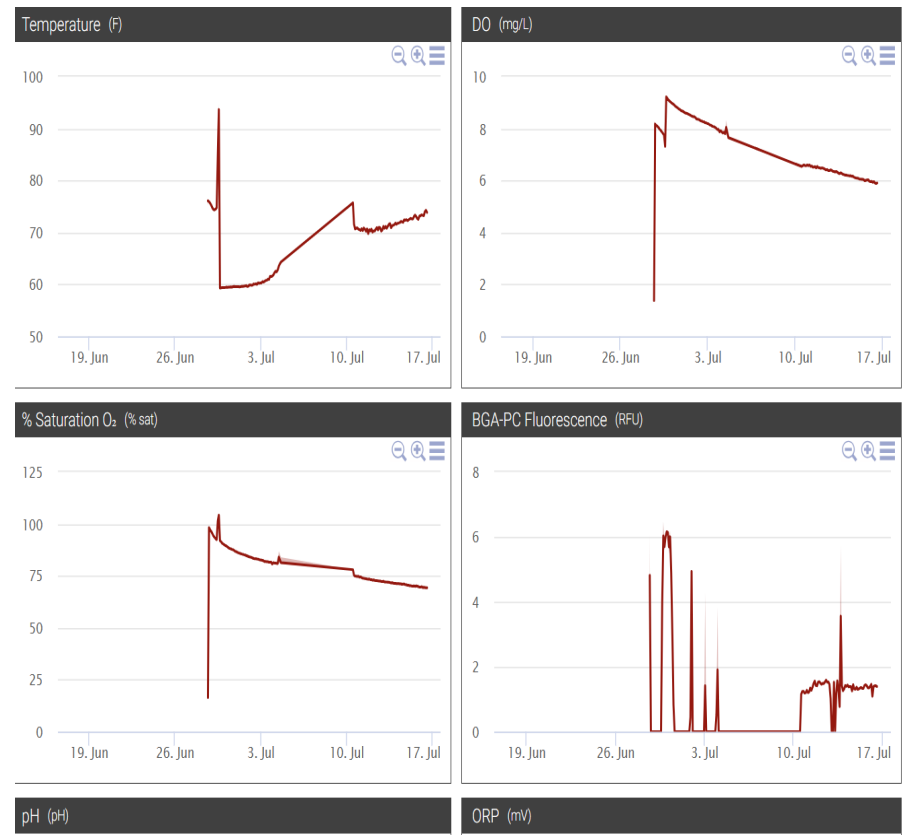 Temperature (F)
DO (mg/L)
100
90
80
70
60
50
19. Jun 26. Jun 3. Jul 10. Jul 17. Jul
10
8
6
4
2
0
19. Jun 26. Jun 3. Jul 10. Jul 17. Jul
% Saturation O₂ (% sat)
BGA-PC Fluorescence (RFU)
125
100
75
50
25
0
19. Jun 26. Jun 3. Jul 10. Jul 17. Jul
8
6
4
2
0
19. Jun 26. Jun 3. Jul 10. Jul 17. Jul
pH (pH)
ORP (mV)